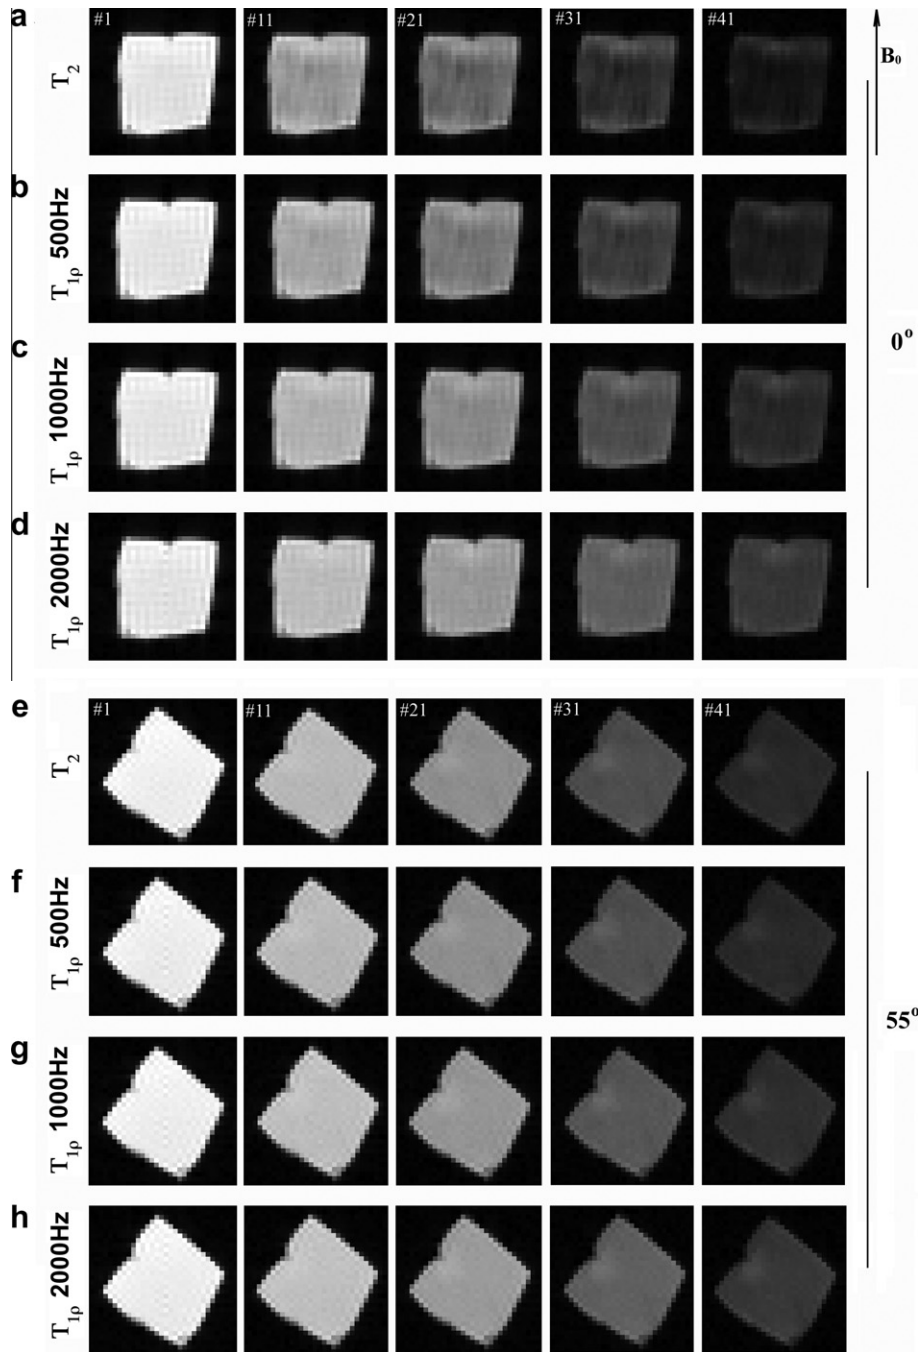 a #1 #11 #21 #31 #41
T2 B0
b
T1ρ 500Hz
c
T1ρ 1000Hz 0°
d
T1ρ 2000Hz
e #1 #11 #21 #31 #41
T2
f
T1ρ 500Hz
g
T1ρ 1000Hz 55°
h
T1ρ 2000Hz